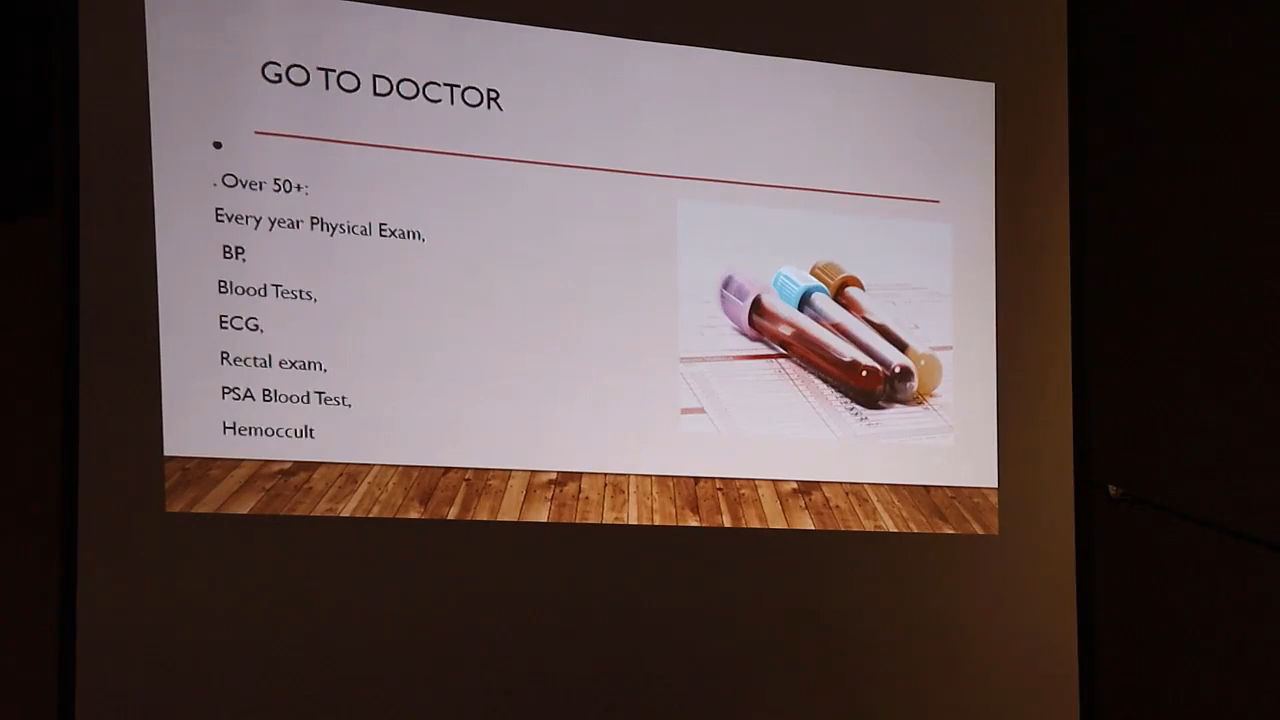 GO TO DOCTOR
•
. Over 50+:
Every year Physical Exam,
BP,
Blood Tests,
ECG,
Rectal exam,
PSA Blood Test,
Hemoccult